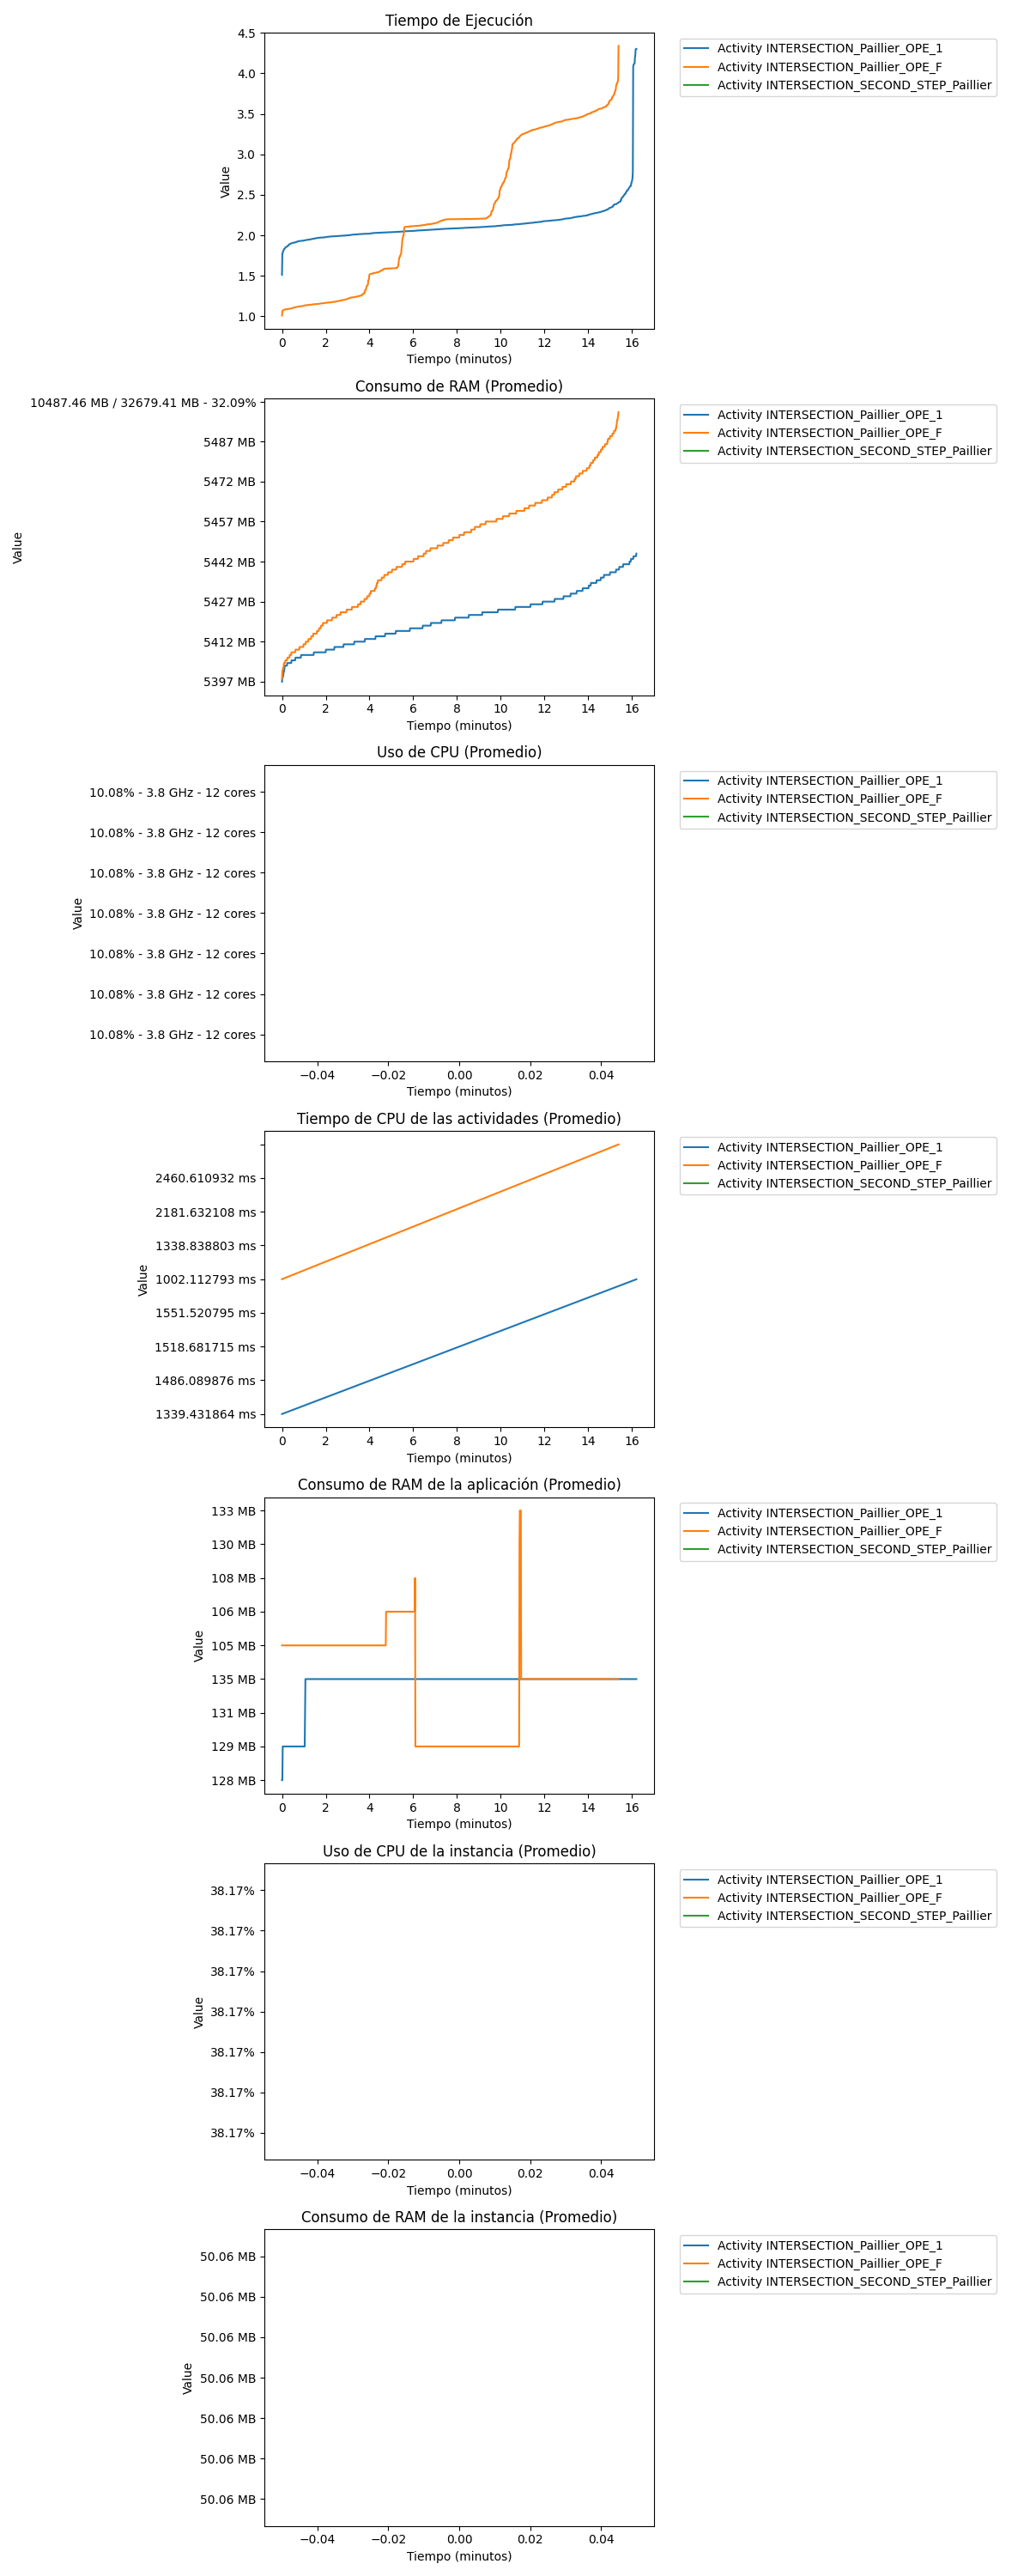 Tiempo de Ejecución
4.5
4.0
3.5
3.0
2.5
2.0
1.5
1.0
Value
0 2 4 6 8 10 12 14 16
Tiempo (minutos)
Activity INTERSECTION_Paillier_OPE_1
Activity INTERSECTION_Paillier_OPE_F
Activity INTERSECTION_SECOND_STEP_Paillier
Consumo de RAM (Promedio)
10487.46 MB / 32679.41 MB - 32.09%
5487 MB
5472 MB
5457 MB
5442 MB
5427 MB
5412 MB
5397 MB
Value
0 2 4 6 8 10 12 14 16
Tiempo (minutos)
Activity INTERSECTION_Paillier_OPE_1
Activity INTERSECTION_Paillier_OPE_F
Activity INTERSECTION_SECOND_STEP_Paillier
Uso de CPU (Promedio)
10.08% - 3.8 GHz - 12 cores
10.08% - 3.8 GHz - 12 cores
10.08% - 3.8 GHz - 12 cores
10.08% - 3.8 GHz - 12 cores
10.08% - 3.8 GHz - 12 cores
10.08% - 3.8 GHz - 12 cores
10.08% - 3.8 GHz - 12 cores
Value
−0.04 −0.02 0.00 0.02 0.04
Tiempo (minutos)
Activity INTERSECTION_Paillier_OPE_1
Activity INTERSECTION_Paillier_OPE_F
Activity INTERSECTION_SECOND_STEP_Paillier
Tiempo de CPU de las actividades (Promedio)
2460.610932 ms
2181.632108 ms
1338.838803 ms
1002.112793 ms
1551.520795 ms
1518.681715 ms
1486.089876 ms
1339.431864 ms
Value
0 2 4 6 8 10 12 14 16
Tiempo (minutos)
Activity INTERSECTION_Paillier_OPE_1
Activity INTERSECTION_Paillier_OPE_F
Activity INTERSECTION_SECOND_STEP_Paillier
Consumo de RAM de la aplicación (Promedio)
133 MB
130 MB
108 MB
106 MB
105 MB
135 MB
131 MB
129 MB
128 MB
Value
0 2 4 6 8 10 12 14 16
Tiempo (minutos)
Activity INTERSECTION_Paillier_OPE_1
Activity INTERSECTION_Paillier_OPE_F
Activity INTERSECTION_SECOND_STEP_Paillier
Uso de CPU de la instancia (Promedio)
38.17%
38.17%
38.17%
38.17%
38.17%
38.17%
38.17%
Value
−0.04 −0.02 0.00 0.02 0.04
Tiempo (minutos)
Activity INTERSECTION_Paillier_OPE_1
Activity INTERSECTION_Paillier_OPE_F
Activity INTERSECTION_SECOND_STEP_Paillier
Consumo de RAM de la instancia (Promedio)
50.06 MB
50.06 MB
50.06 MB
50.06 MB
50.06 MB
50.06 MB
50.06 MB
Value
−0.04 −0.02 0.00 0.02 0.04
Tiempo (minutos)
Activity INTERSECTION_Paillier_OPE_1
Activity INTERSECTION_Paillier_OPE_F
Activity INTERSECTION_SECOND_STEP_Paillier